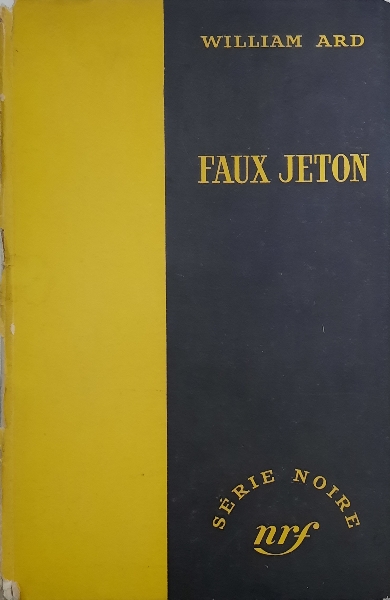 WILLIAM ARD
FAUX JETON
SÉRIE NOIRE
nrf